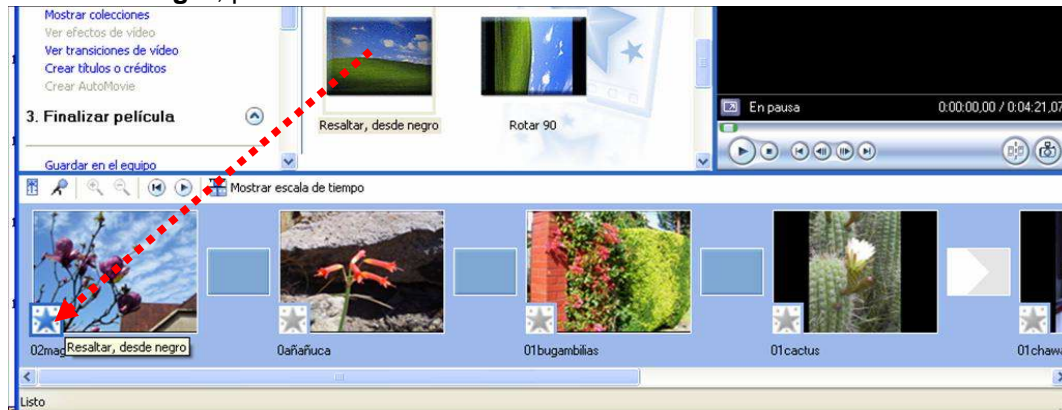 Mostrar colecciones
Ver efectos de vídeo
Ver transiciones de vídeo
Crear títulos o créditos
Crear AutoMovie
3. Finalizar película
Guardar en el equipo
Resaltar, desde negro
Rotar 90
En pausa
0:00:00,00 / 0:04:21,07
Mostrar escala de tiempo
02mag
Resaltar, desde negro
0añañuca
01bugambilias
01cactus
01chawa
Listo